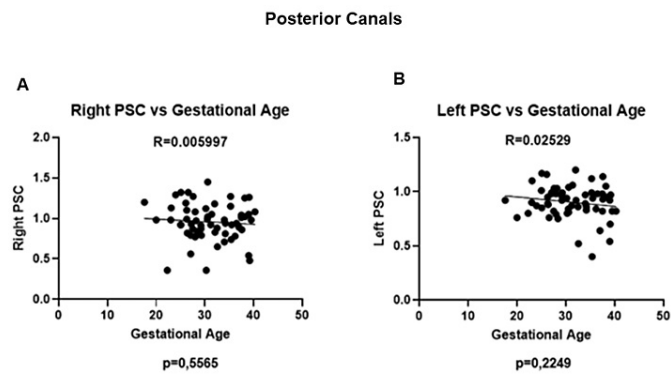 Posterior Canals
A
Right PSC vs Gestational Age
R=0.005997
2.0
1.5
1.0
0.5
0.0
Right PSC
0 10 20 30 40 50
Gestational Age
p=0,5565
B
Left PSC vs Gestational Age
R=0.02529
1.5
1.0
0.5
0.0
Left PSC
0 10 20 30 40 50
Gestational Age
p=0,2249